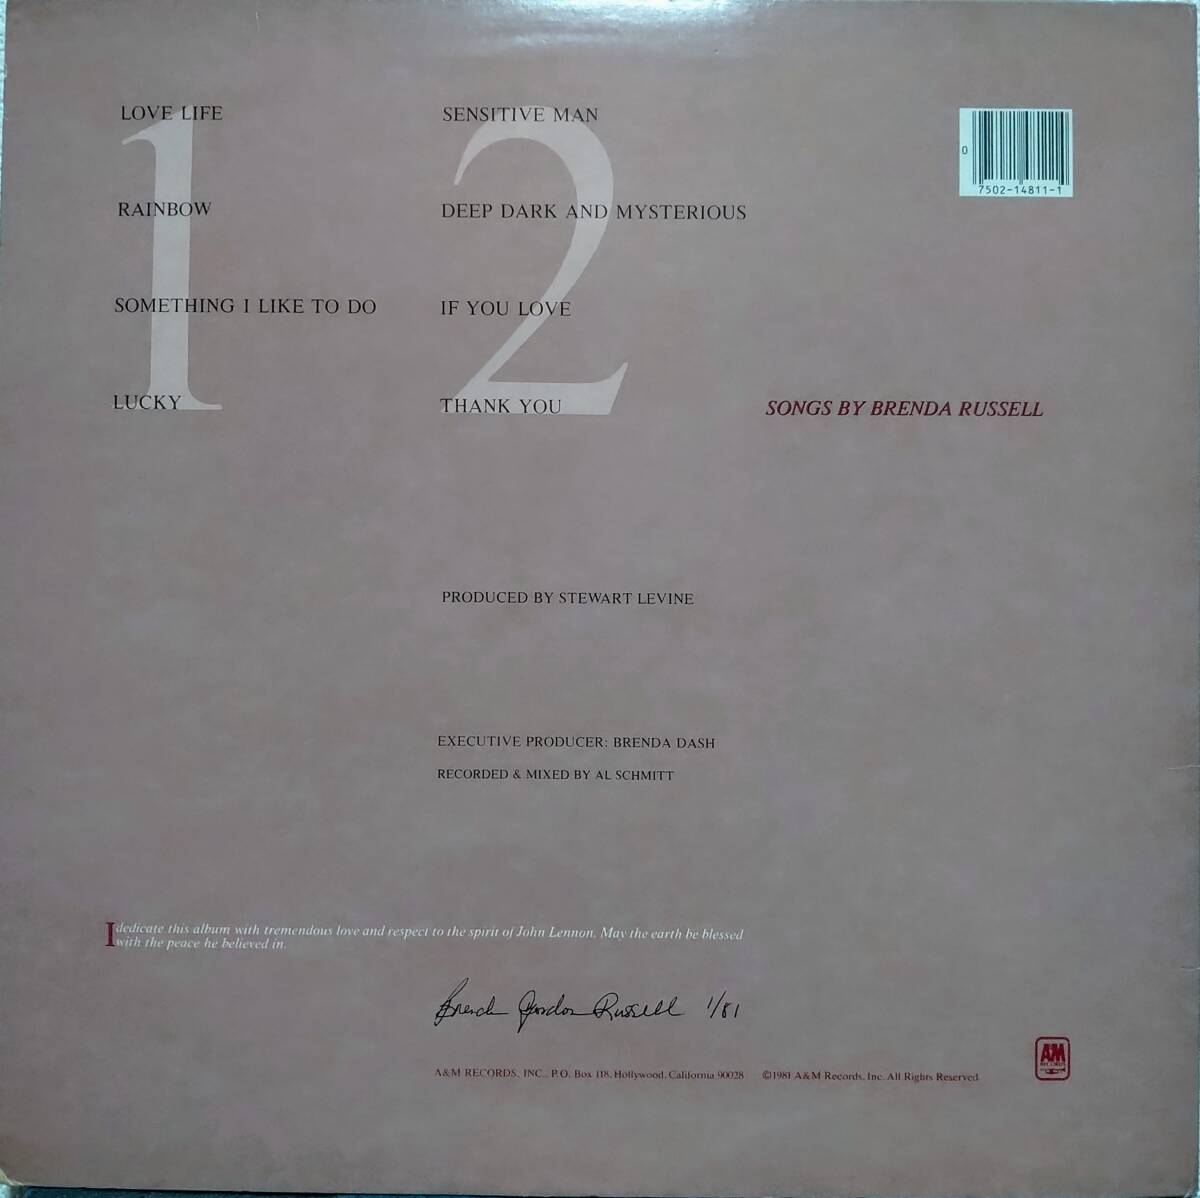 1
LOVE LIFE
RAINBOW
SOMETHING I LIKE TO DO
LUCKY
2
SENSITIVE MAN
DEEP DARK AND MYSTERIOUS
IF YOU LOVE
THANK YOU
0
7502-14811-1
SONGS BY BRENDA RUSSELL
PRODUCED BY STEWART LEVINE
EXECUTIVE PRODUCER: BRENDA DASH
RECORDED & MIXED BY AL SCHMITT
I dedicate this album with tremendous love and respect to the spirit of John Lennon. May the earth be blessed
with the peace he believed in.
Brenda Gordon Russell 1/81
A&M RECORDS
A&M RECORDS, INC., P.O. Box 118, Hollywood, California 90028 ©1981 A&M Records, Inc. All Rights Reserved